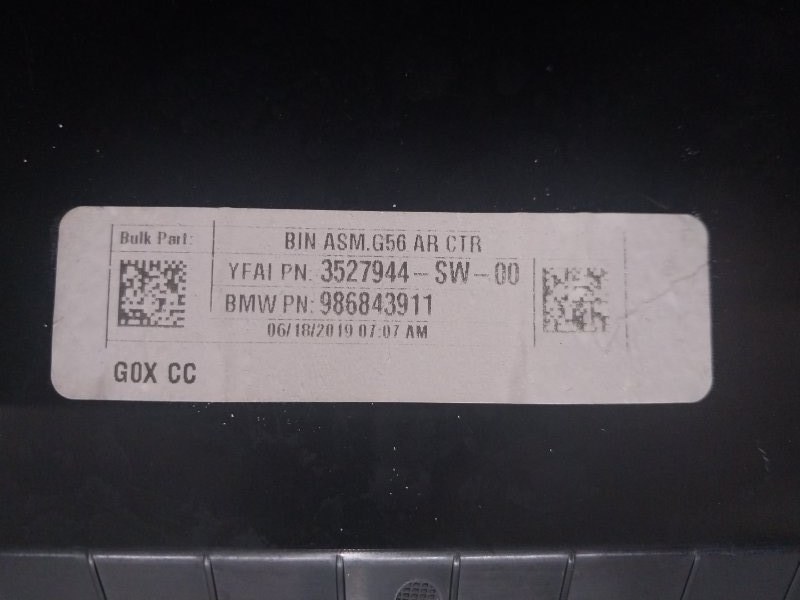 Bulk Part:
BIN ASM.G56 AR CTR
YFAI PN: 3527944-SW-00
BMW PN: 986843911
06/18/2019 07:07 AM
G0X CC